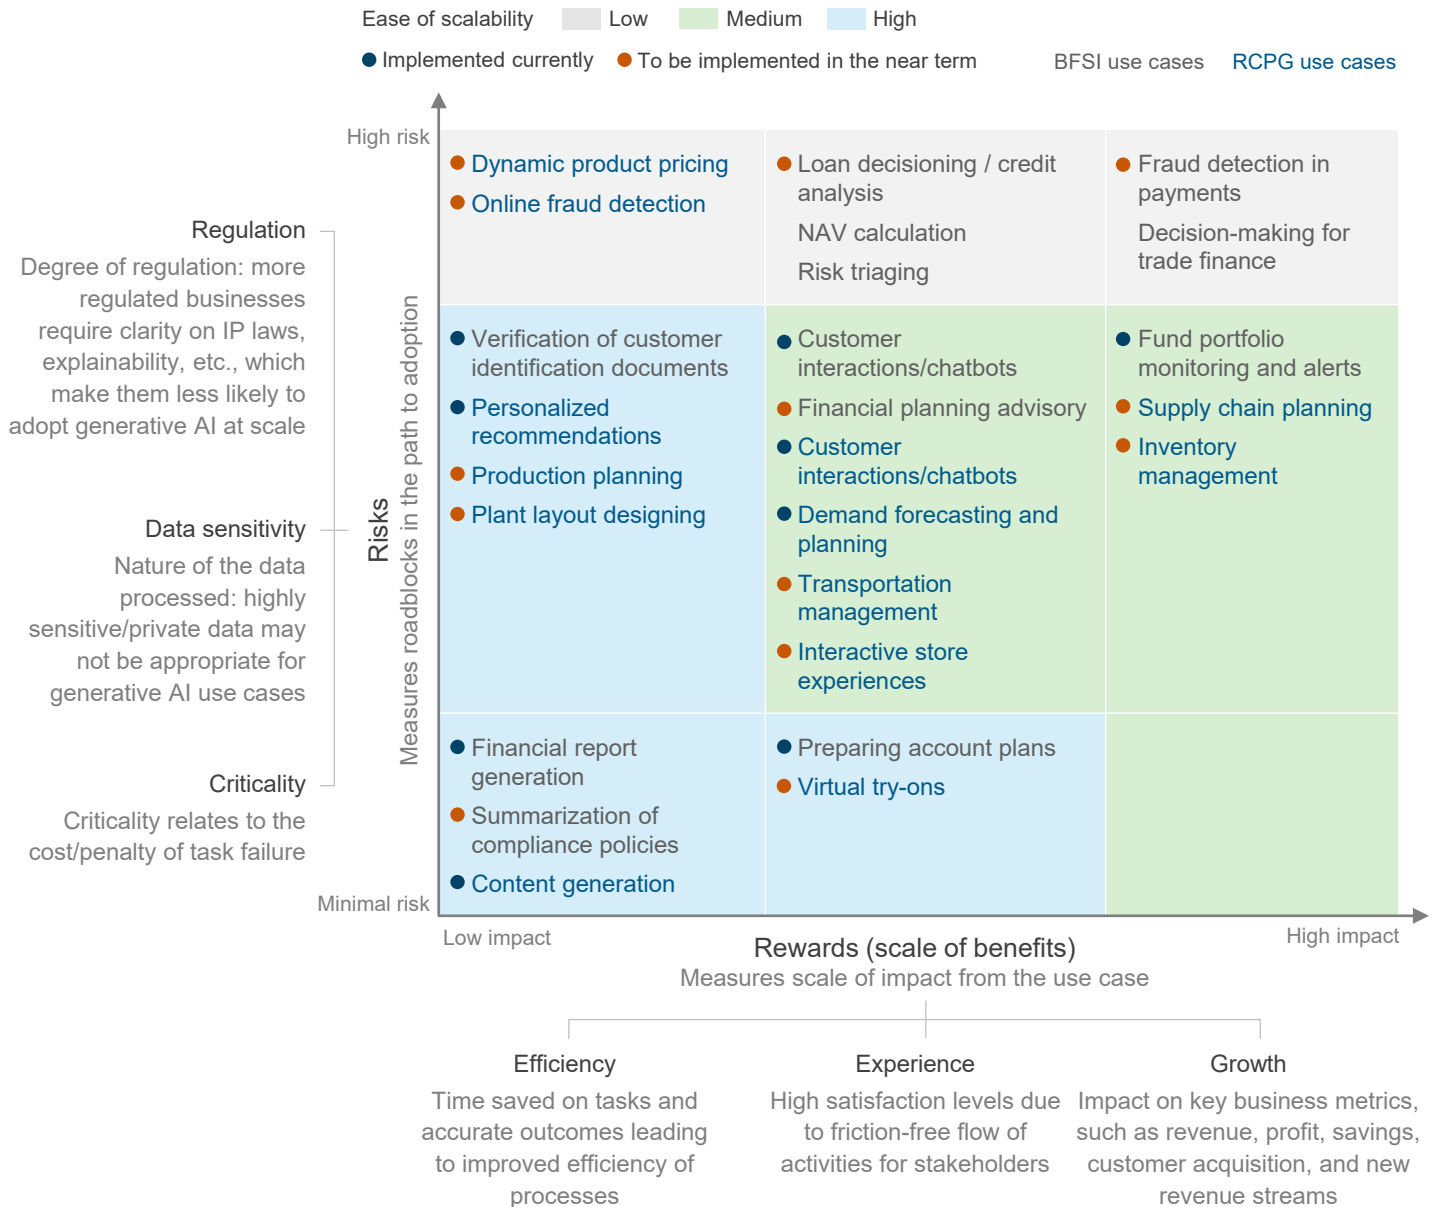 Ease of scalability Low Medium High
Implemented currently To be implemented in the near term BFSI use cases RCPG use cases
High risk
Dynamic product pricing
Online fraud detection
Loan decisioning / credit
analysis
NAV calculation
Risk triaging
Fraud detection in
payments
Decision-making for
trade finance
Regulation
Degree of regulation: more
regulated businesses
require clarity on IP laws,
explainability, etc., which
make them less likely to
adopt generative AI at scale
Data sensitivity
Nature of the data
processed: highly
sensitive/private data may
not be appropriate for
generative AI use cases
Criticality
Criticality relates to the
cost/penalty of task failure
Risks
Measures roadblocks in the path to adoption
Verification of customer
identification documents
Personalized
recommendations
Production planning
Plant layout designing
Customer
interactions/chatbots
Financial planning advisory
Customer
interactions/chatbots
Demand forecasting and
planning
Transportation
management
Interactive store
experiences
Fund portfolio
monitoring and alerts
Supply chain planning
Inventory
management
Financial report
generation
Summarization of
compliance policies
Content generation
Preparing account plans
Virtual try-ons
Minimal risk
Low impact
High impact
Rewards (scale of benefits)
Measures scale of impact from the use case
Efficiency
Time saved on tasks and
accurate outcomes leading
to improved efficiency of
processes
Experience
High satisfaction levels due
to friction-free flow of
activities for stakeholders
Growth
Impact on key business metrics,
such as revenue, profit, savings,
customer acquisition, and new
revenue streams